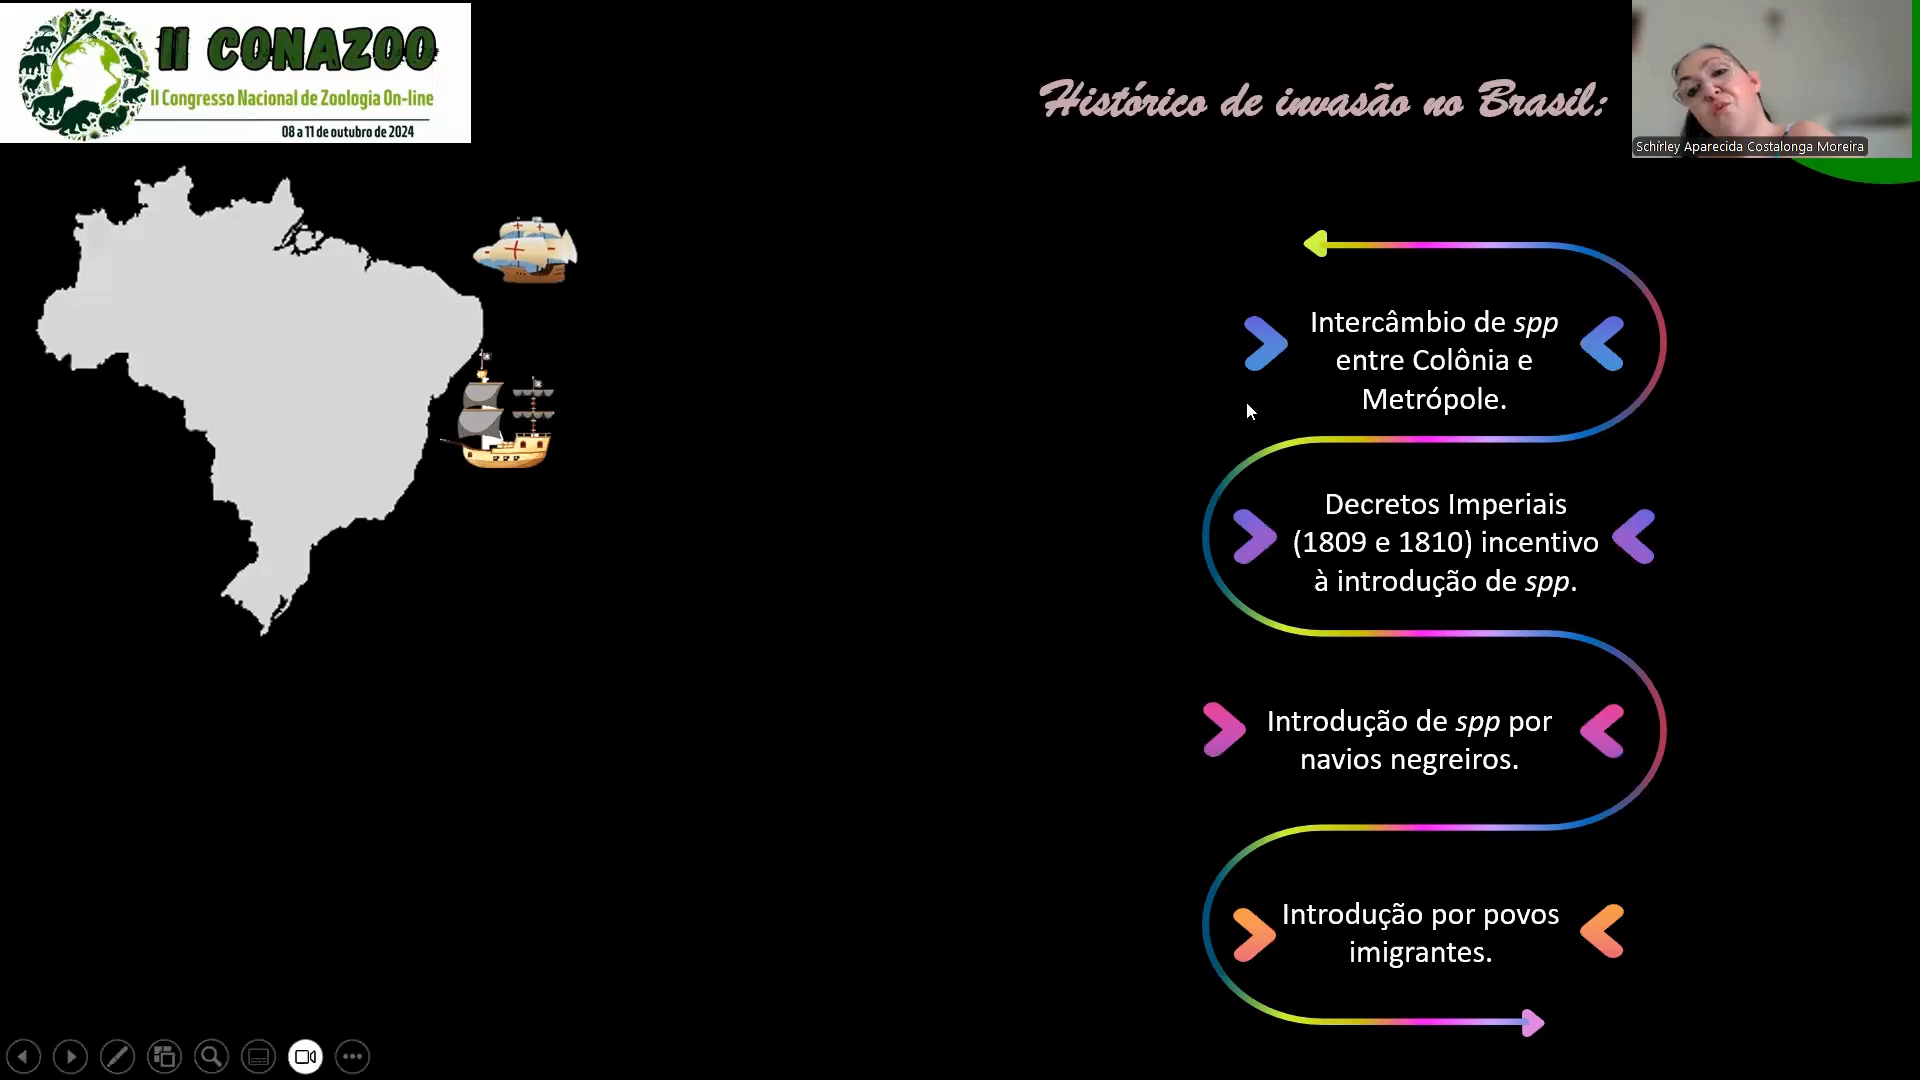 II CONAZOO
II Congresso Nacional de Zoologia On-line
08 a 11 de outubro de 2024
Histórico de invasão no Brasil:
Schírley Aparecida Costalonga Moreira
Intercâmbio de spp
entre Colônia e
Metrópole.
Decretos Imperiais
(1809 e 1810) incentivo
à introdução de spp.
Introdução de spp por
navios negreiros.
Introdução por povos
imigrantes.